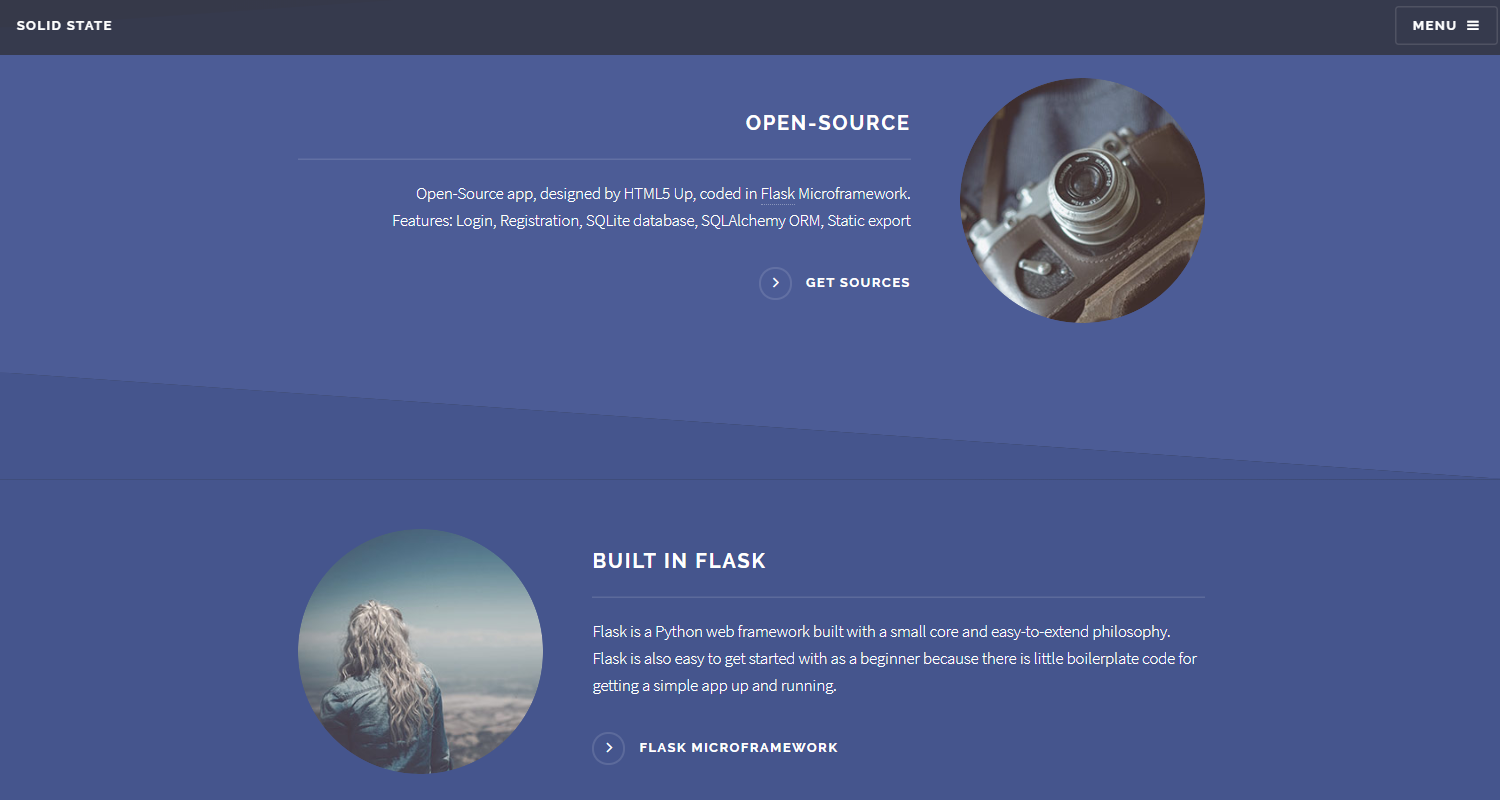 SOLID STATE
MENU
OPEN-SOURCE
Open-Source app, designed by HTML5 Up, coded in Flask Microframework.
Features: Login, Registration, SQLite database, SQLAlchemy ORM, Static export
GET SOURCES
BUILT IN FLASK
Flask is a Python web framework built with a small core and easy-to-extend philosophy.
Flask is also easy to get started with as a beginner because there is little boilerplate code for
getting a simple app up and running.
FLASK MICROFRAMEWORK